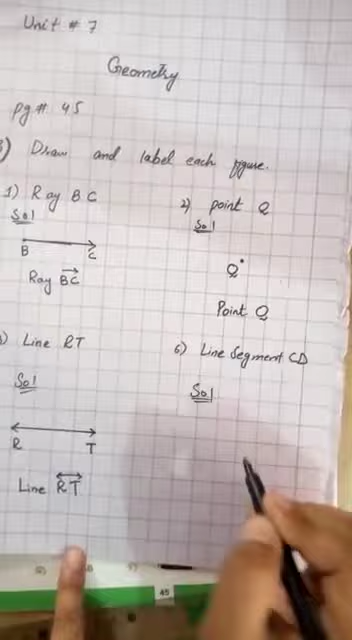 Unit # 7
Geometry
pg # 45
) Draw and label each figure.
1) Ray BC
Sol
B C
Ray BC
2) point Q
Sol
Q
Point Q
) Line RT
Sol
R T
Line RT
6) Line Segment CD
Sol
45